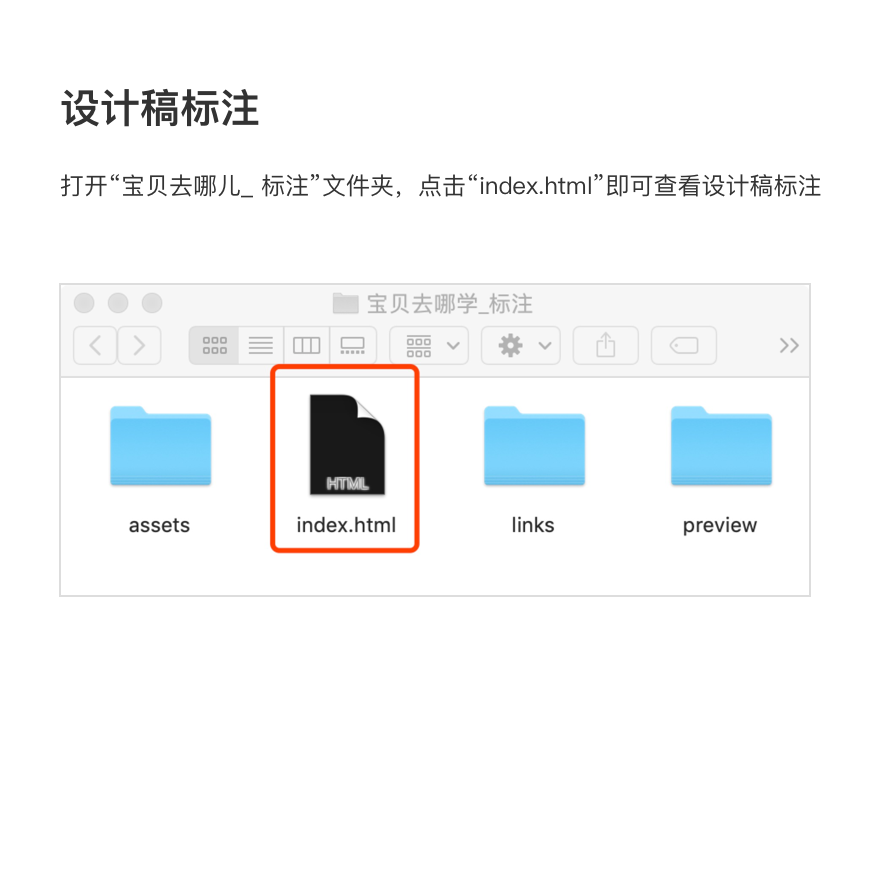 设计稿标注
打开“宝贝去哪儿_ 标注”文件夹，点击“index.html”即可查看设计稿标注
宝贝去哪学_标注
HTML
assets
index.html
links
preview